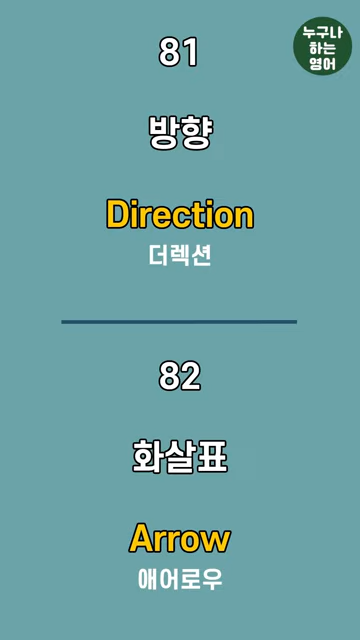 81
누구나
하는
영어
방향
Direction
더렉션
82
화살표
Arrow
애어로우